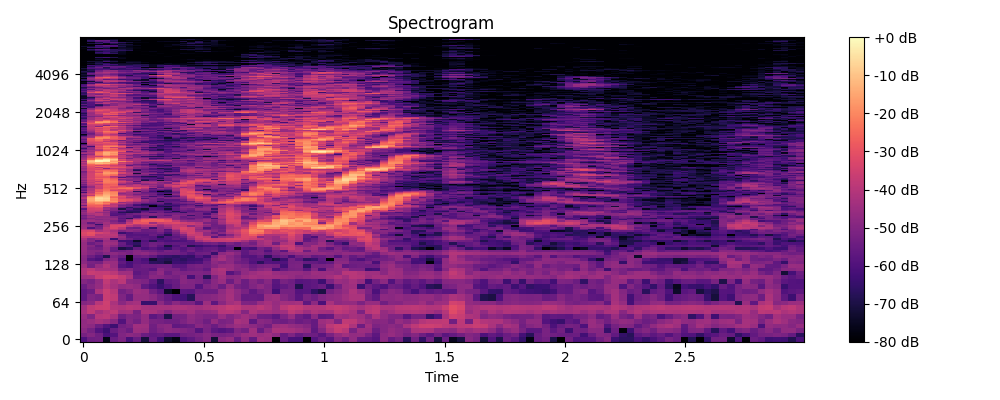 Spectrogram
Hz
4096
2048
1024
512
256
128
64
0
0
0.5
1
1.5
2
2.5
Time
+0 dB
-10 dB
-20 dB
-30 dB
-40 dB
-50 dB
-60 dB
-70 dB
-80 dB